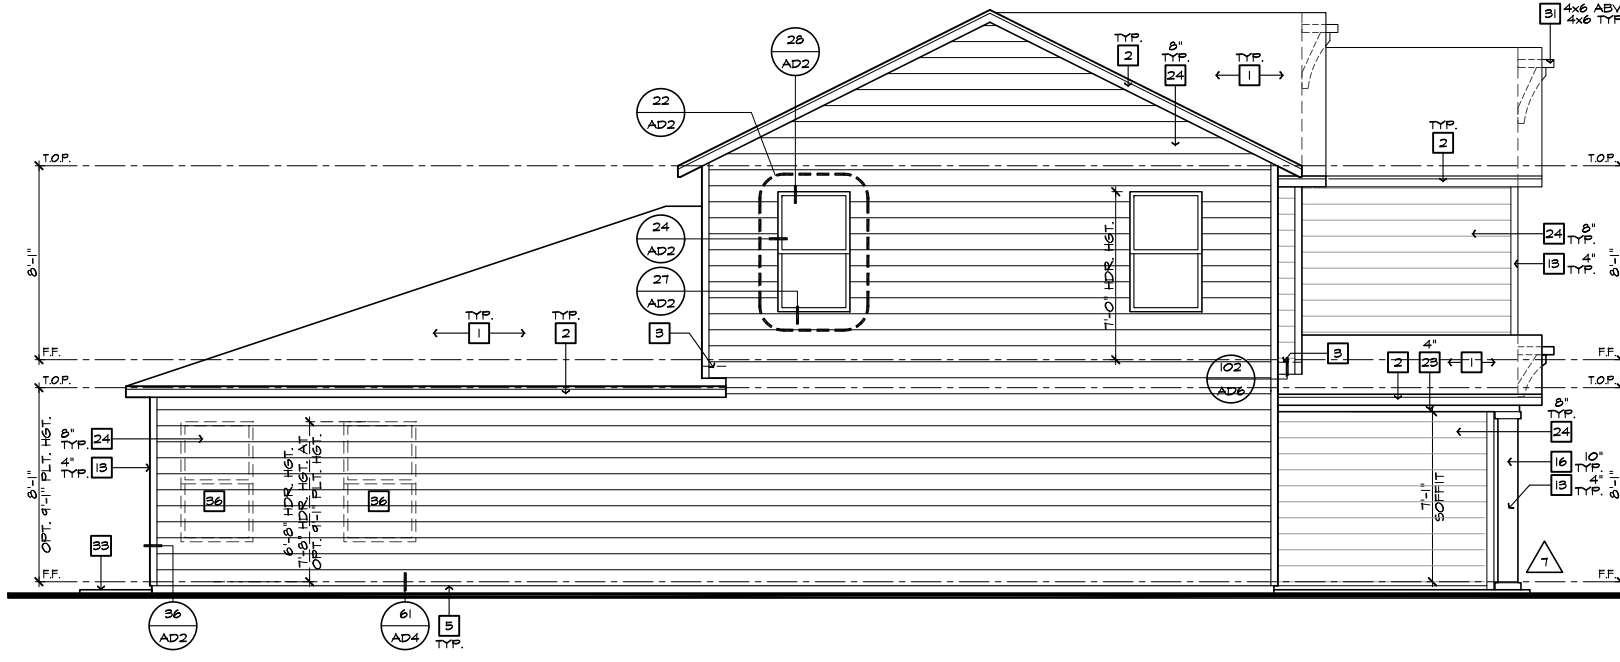 31 4x6 ABV
4x6 TYP
28
AD2
TYP.
2
8"
TYP.
24
TYP.
1
22
AD2
TYP.
2
T.O.P.
T.O.P.
24
AD2
27
AD2
8'-1"
7'-0" HDR. HGT.
24 8"
TYP.
13 4"
TYP.
8'-1"
TYP.
1
TYP.
2
3
F.F.
F.F.
102
AD6
3
2
4"
23
1
T.O.P.
T.O.P.
8'-1"
OPT. 9'-1" PLT. HGT.
8"
TYP. 24
4"
TYP. 13
36
36
6'-8" HDR. HGT.
7'-8" HDR. HGT. AT
OPT. 9'-1" PLT. HGT.
7'-1"
SOFFIT
8"
TYP.
24
16 10"
TYP.
13 4"
TYP.
8'-1"
33
7
F.F.
F.F.
36
AD2
61
AD4
5
TYP.